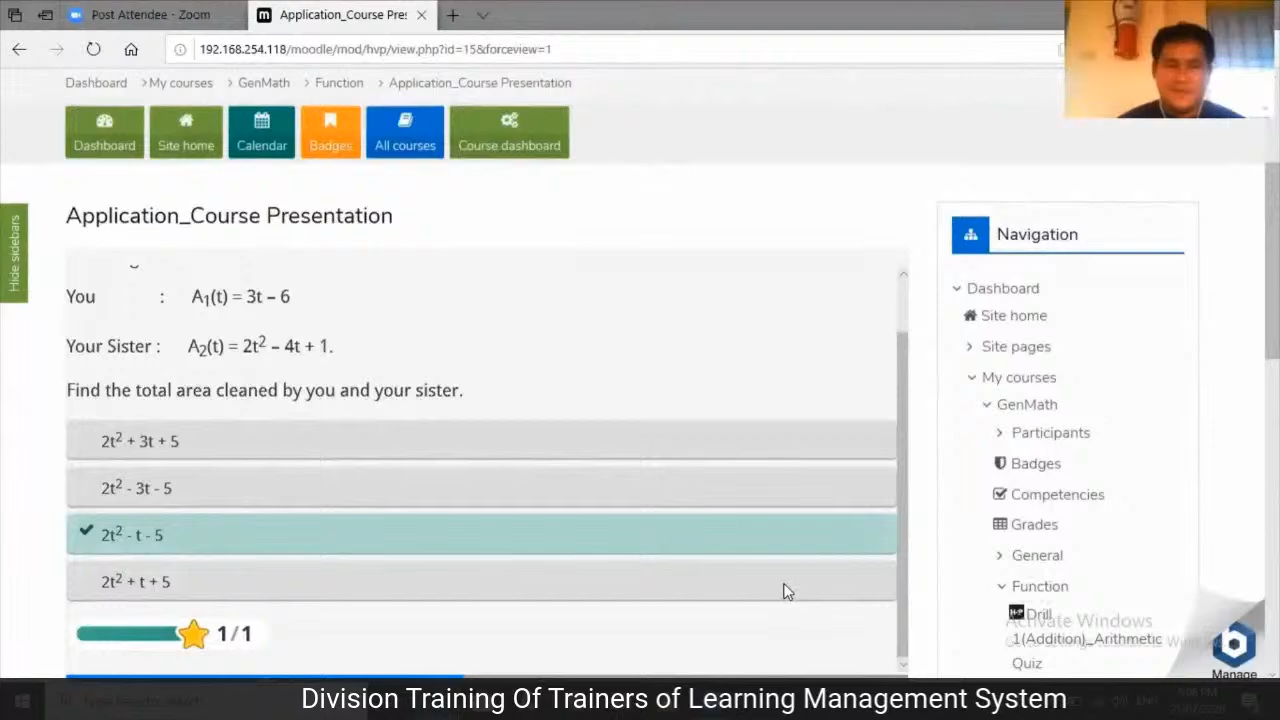 Post Attendee - Zoom
Application_Course Pre:
192.168.254.118/moodle/mod/hvp/view.php?id=15&forceview=1
Dashboard > My courses > GenMath > Function > Application_Course Presentation
Dashboard
Site home
Calendar
Badges
All courses
Course dashboard
Hide sidebars
Application_Course Presentation
You : A₁(t) = 3t – 6
Your Sister : A₂(t) = 2t² – 4t + 1.
Find the total area cleaned by you and your sister.
2t² + 3t + 5
2t² - 3t - 5
2t² - t - 5
2t² + t + 5
1/1
Navigation
Dashboard
Site home
Site pages
My courses
GenMath
Participants
Badges
Competencies
Grades
General
Function
Drill
1(Addition)_Arithmetic
Quiz
Activate Windows
Manage
Division Training Of Trainers of Learning Management System